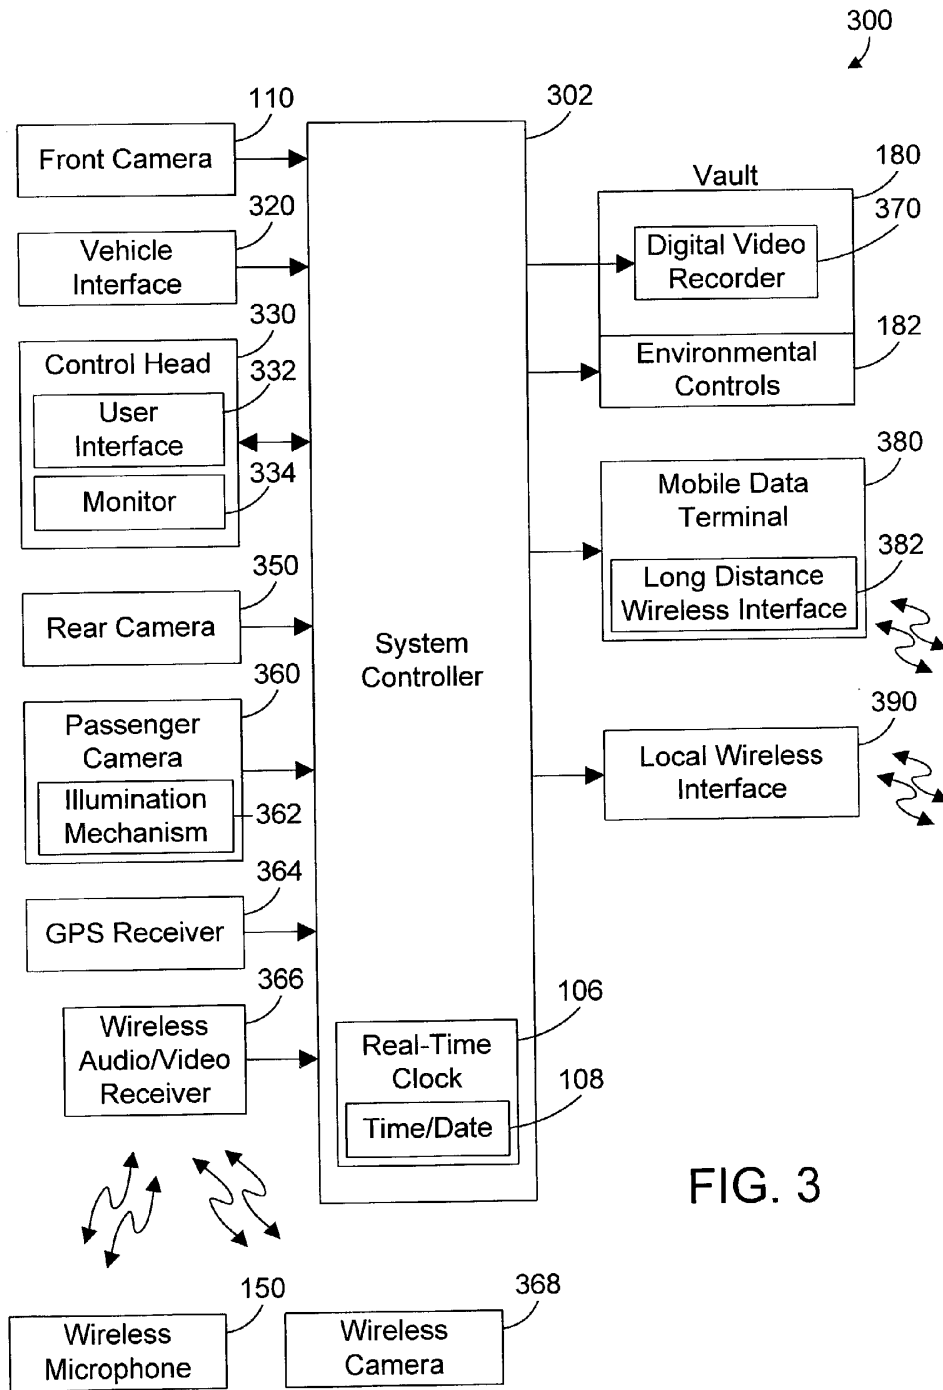 300
110
302
Front Camera
180
Vault
320
370
Vehicle
Interface
Digital Video
Recorder
330
182
Control Head
332
Environmental
Controls
User
Interface
334
380
Monitor
Mobile Data
Terminal
382
350
Long Distance
Wireless Interface
Rear Camera
System
Controller
360
390
Passenger
Camera
Local Wireless
Interface
Illumination
Mechanism
362
364
GPS Receiver
366
106
Wireless
Audio/Video
Receiver
Real-Time
Clock
108
Time/Date
FIG. 3
150
368
Wireless
Microphone
Wireless
Camera